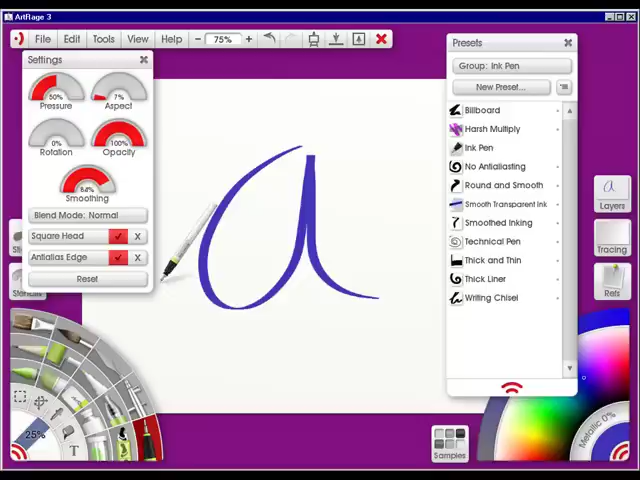 ArtRage 3
File Edit Tools View Help 75%
Settings
50% 7%
Pressure Aspect
0% 100%
Rotation Opacity
84%
Smoothing
Blend Mode: Normal
Square Head X
Antialias Edge X
Reset
Presets
Group: Ink Pen
New Preset...
Billboard
Harsh Multiply
Ink Pen
No Antialiasting
Round and Smooth
Smooth Transparent Ink
Smoothed Inking
Technical Pen
Thick and Thin
Thick Liner
Writing Chisel
a
Layers
Tracing
Refs
Stencils
25%
T
Samples
Metallic 0%